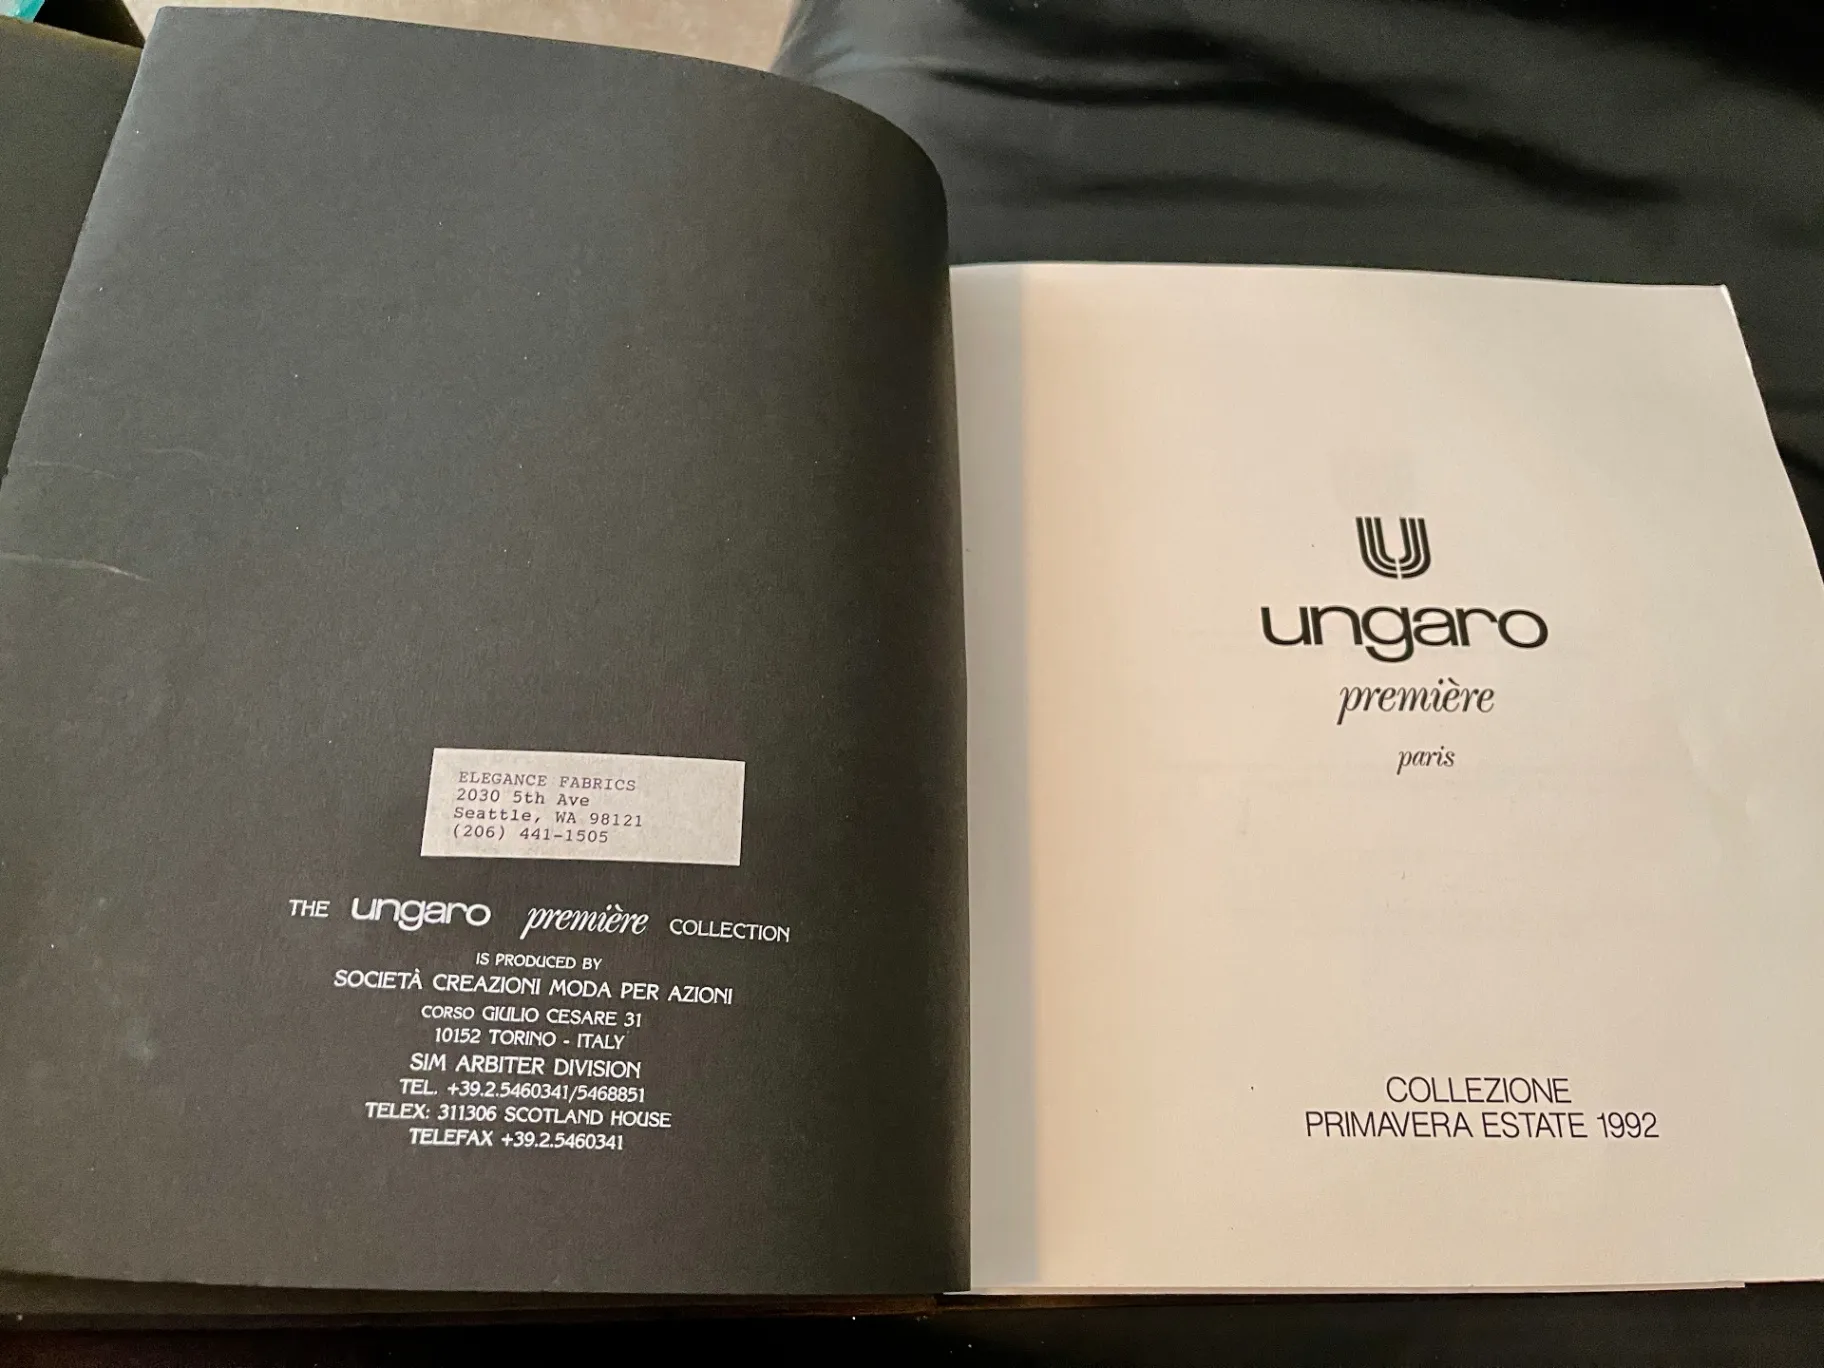 ELEGANCE FABRICS
2030 5th Ave
Seattle, WA 98121
(206) 441-1505
THE ungaro première COLLECTION
IS PRODUCED BY
SOCIETÀ CREAZIONI MODA PER AZIONI
CORSO GIULIO CESARE 31
10152 TORINO - ITALY
SIM ARBITER DIVISION
TEL. +39.2.5460341/5468851
TELEX: 311306 SCOTLAND HOUSE
TELEFAX +39.2.5460341
U
ungaro
première
paris
COLLEZIONE
PRIMAVERA ESTATE 1992